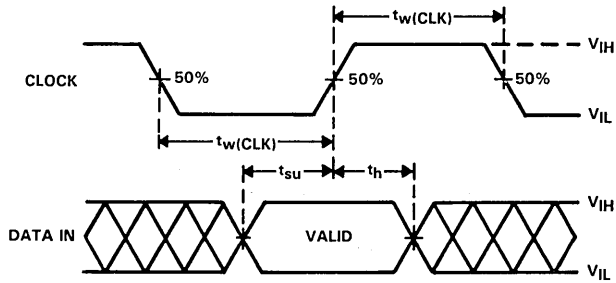 tw(CLK)
VIH
CLOCK
50%
50%
50%
VIL
tw(CLK)
tsu
th
VIH
DATA IN
VALID
VIL